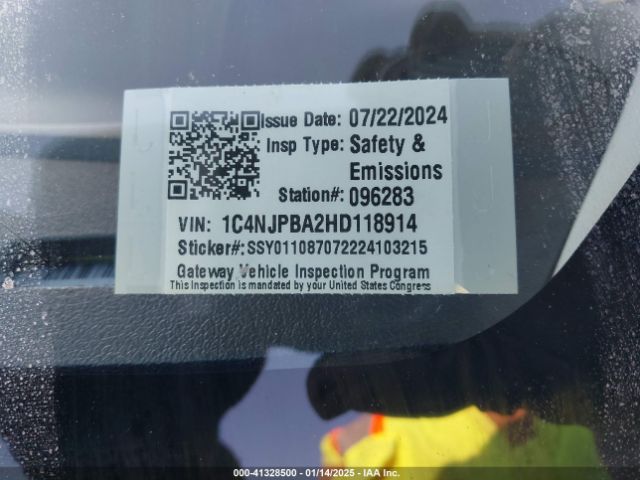 Issue Date: 07/22/2024
Insp Type: Safety &
Emissions
Station#: 096283
VIN: 1C4NJPBA2HD118914
Sticker#: SSY011087072224103215
Gateway Vehicle Inspection Program
This Inspection is mandated by your United States Congress
000-41328500 - 01/14/2025 - IAA Inc.